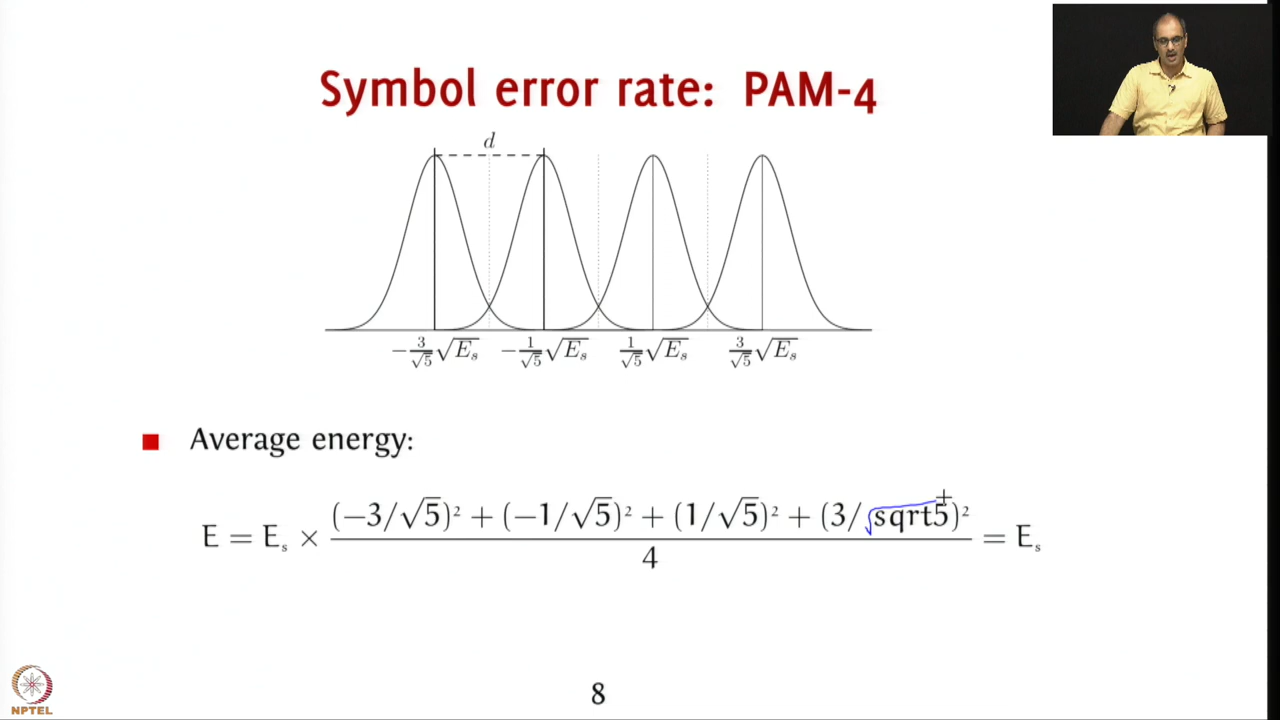 Symbol error rate: PAM-4
d
−3/√5 √E_s −1/√5 √E_s 1/√5 √E_s 3/√5 √E_s
Average energy:
E = E_s × ((−3/√5)² + (−1/√5)² + (1/√5)² + (3/sqrt5)²)/4 = E_s
NPTEL
8